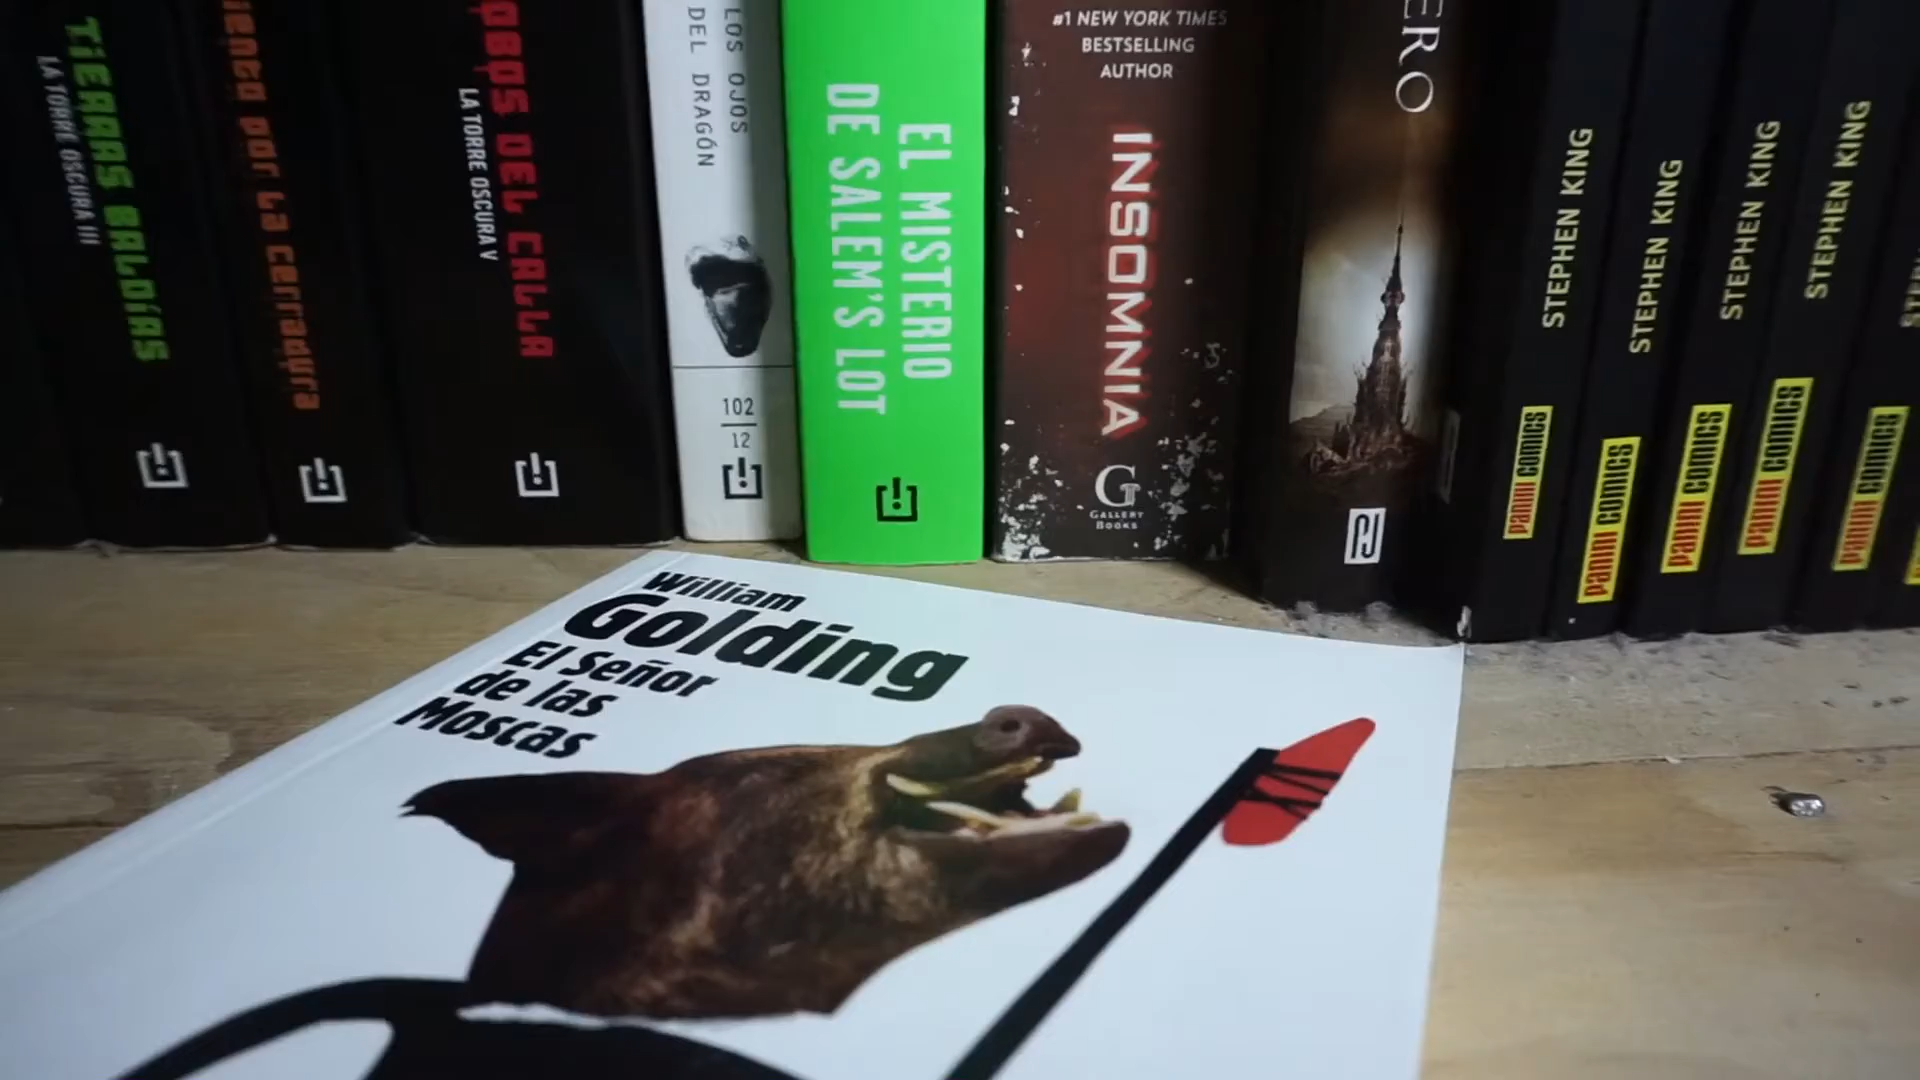 TIERRAS BALDÍAS
LA TORRE OSCURA III
por la cerradura
DEL CALLA
LA TORRE OSCURA V
LOS OJOS
DEL DRAGÓN
102
12
EL MISTERIO
DE SALEM'S LOT
#1 NEW YORK TIMES
BESTSELLING
AUTHOR
INSOMNIA
G
GALLERY
BOOKS
STEPHEN KING
PANINI COMICS
STEPHEN KING
PANINI COMICS
STEPHEN KING
PANINI COMICS
STEPHEN KING
PANINI COMICS
PANINI COMICS
William
Golding
El Señor
de las
Moscas